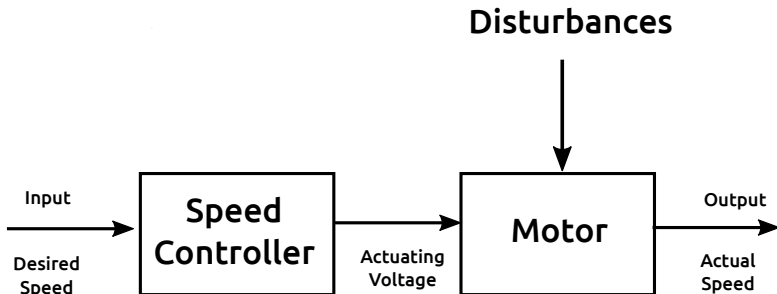 Disturbances
Input
Desired
Speed
Speed
Controller
Actuating
Voltage
Motor
Output
Actual
Speed